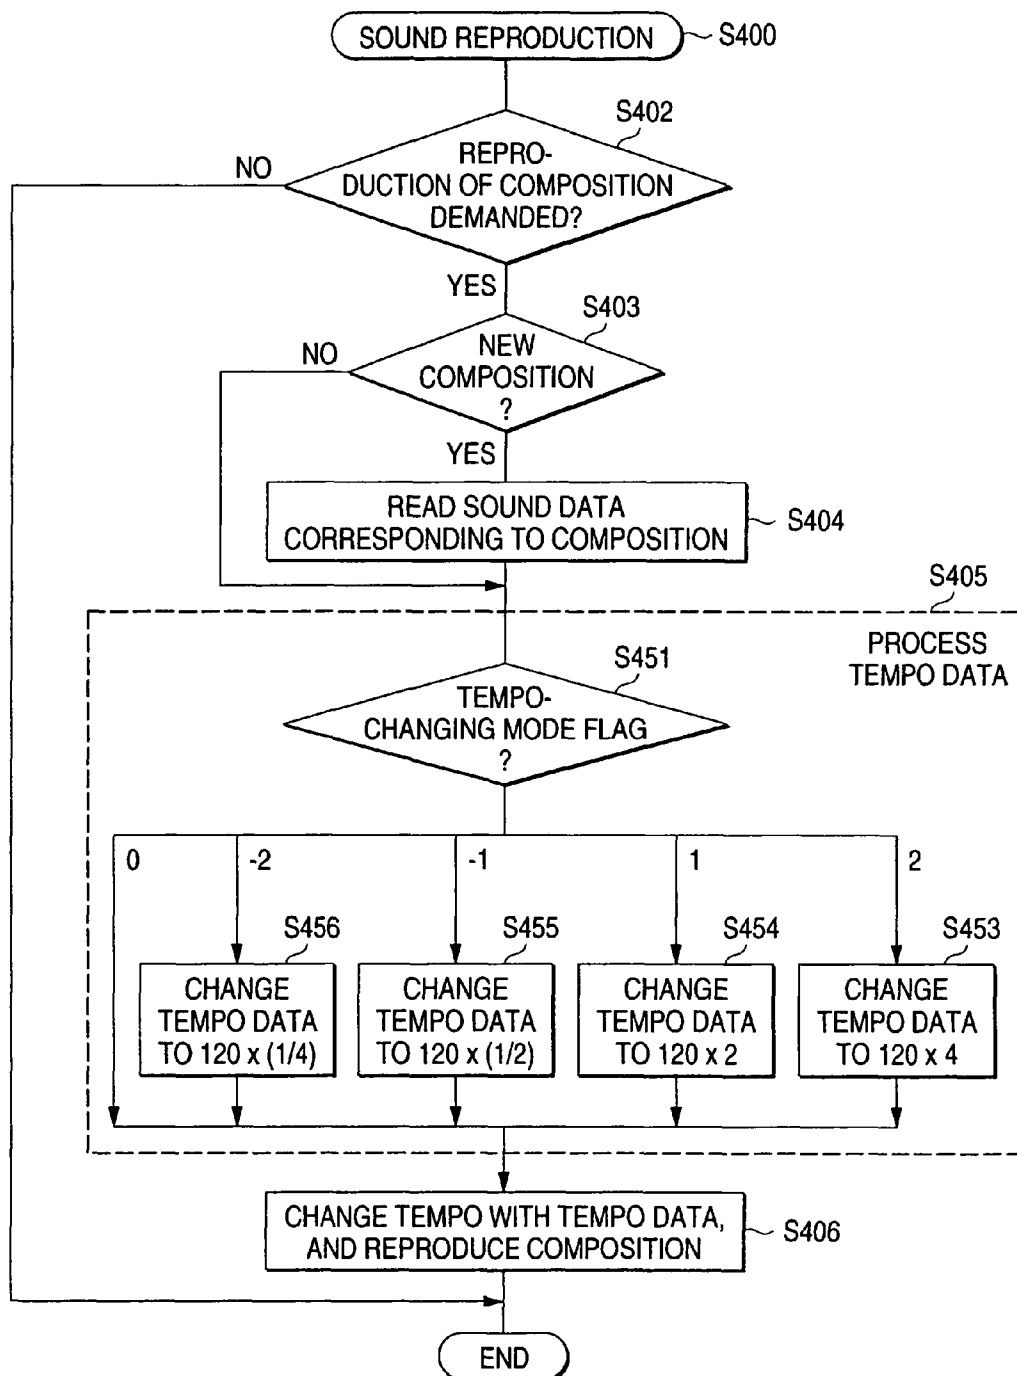 SOUND REPRODUCTION
S400
S402
REPRO-
DUCTION OF COMPOSITION
DEMANDED?
NO
YES
S403
NEW
COMPOSITION
?
NO
YES
READ SOUND DATA
CORRESPONDING TO COMPOSITION
S404
S405
PROCESS
TEMPO DATA
S451
TEMPO-
CHANGING MODE FLAG
?
0
-2
-1
1
2
S456
CHANGE
TEMPO DATA
TO 120 x (1/4)
S455
CHANGE
TEMPO DATA
TO 120 x (1/2)
S454
CHANGE
TEMPO DATA
TO 120 x 2
S453
CHANGE
TEMPO DATA
TO 120 x 4
CHANGE TEMPO WITH TEMPO DATA,
AND REPRODUCE COMPOSITION
S406
END